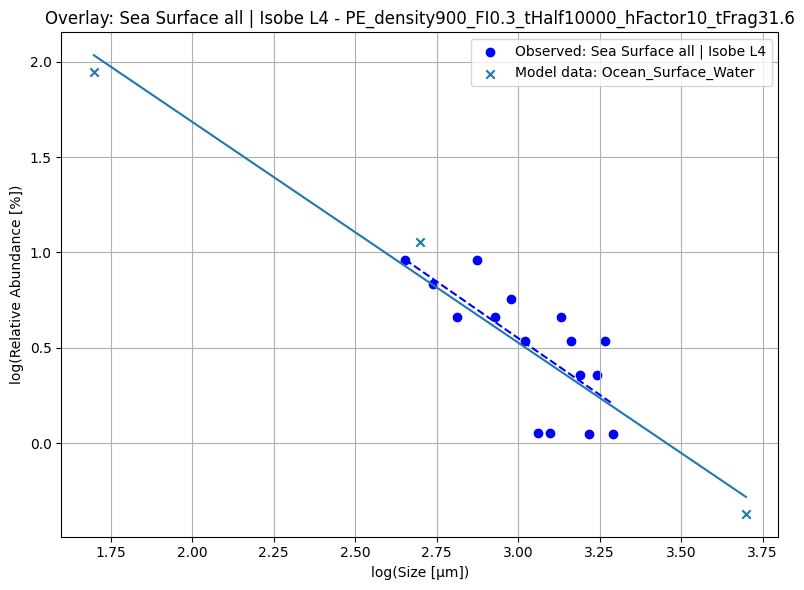 Overlay: Sea Surface all | Isobe L4 - PE_density900_FI0.3_tHalf10000_hFactor10_tFrag31.6
Observed: Sea Surface all | Isobe L4
Model data: Ocean_Surface_Water
log(Relative Abundance [%])
2.0
1.5
1.0
0.5
0.0
1.75 2.00 2.25 2.50 2.75 3.00 3.25 3.50 3.75
log(Size [µm])